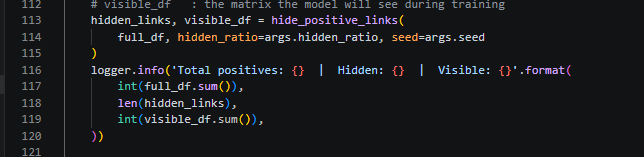 112 # visible_df : the matrix the model will see during training
113 hidden_links, visible_df = hide_positive_links(
114 full_df, hidden_ratio=args.hidden_ratio, seed=args.seed
115 )
116 logger.info('Total positives: {} | Hidden: {} | Visible: {}'.format(
117 int(full_df.sum()),
118 len(hidden_links),
119 int(visible_df.sum()),
120 ))
121